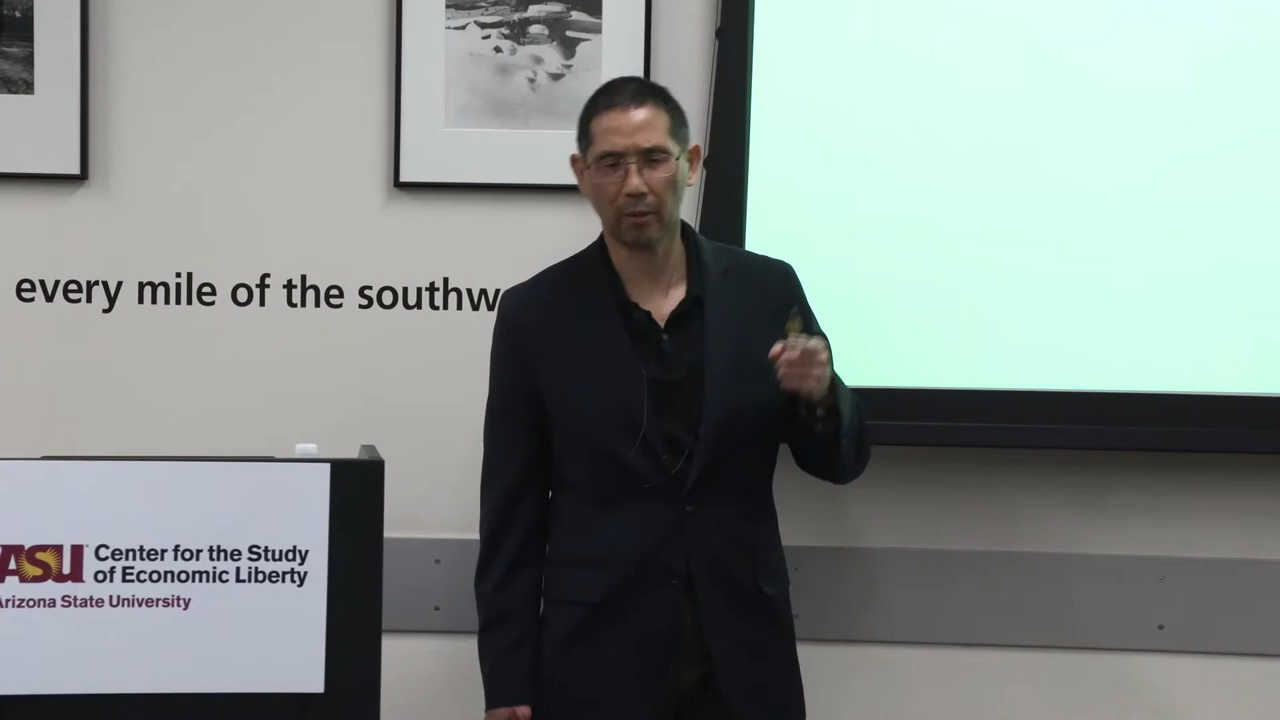 every mile of the southw
ASU Center for the Study
of Economic Liberty
Arizona State University